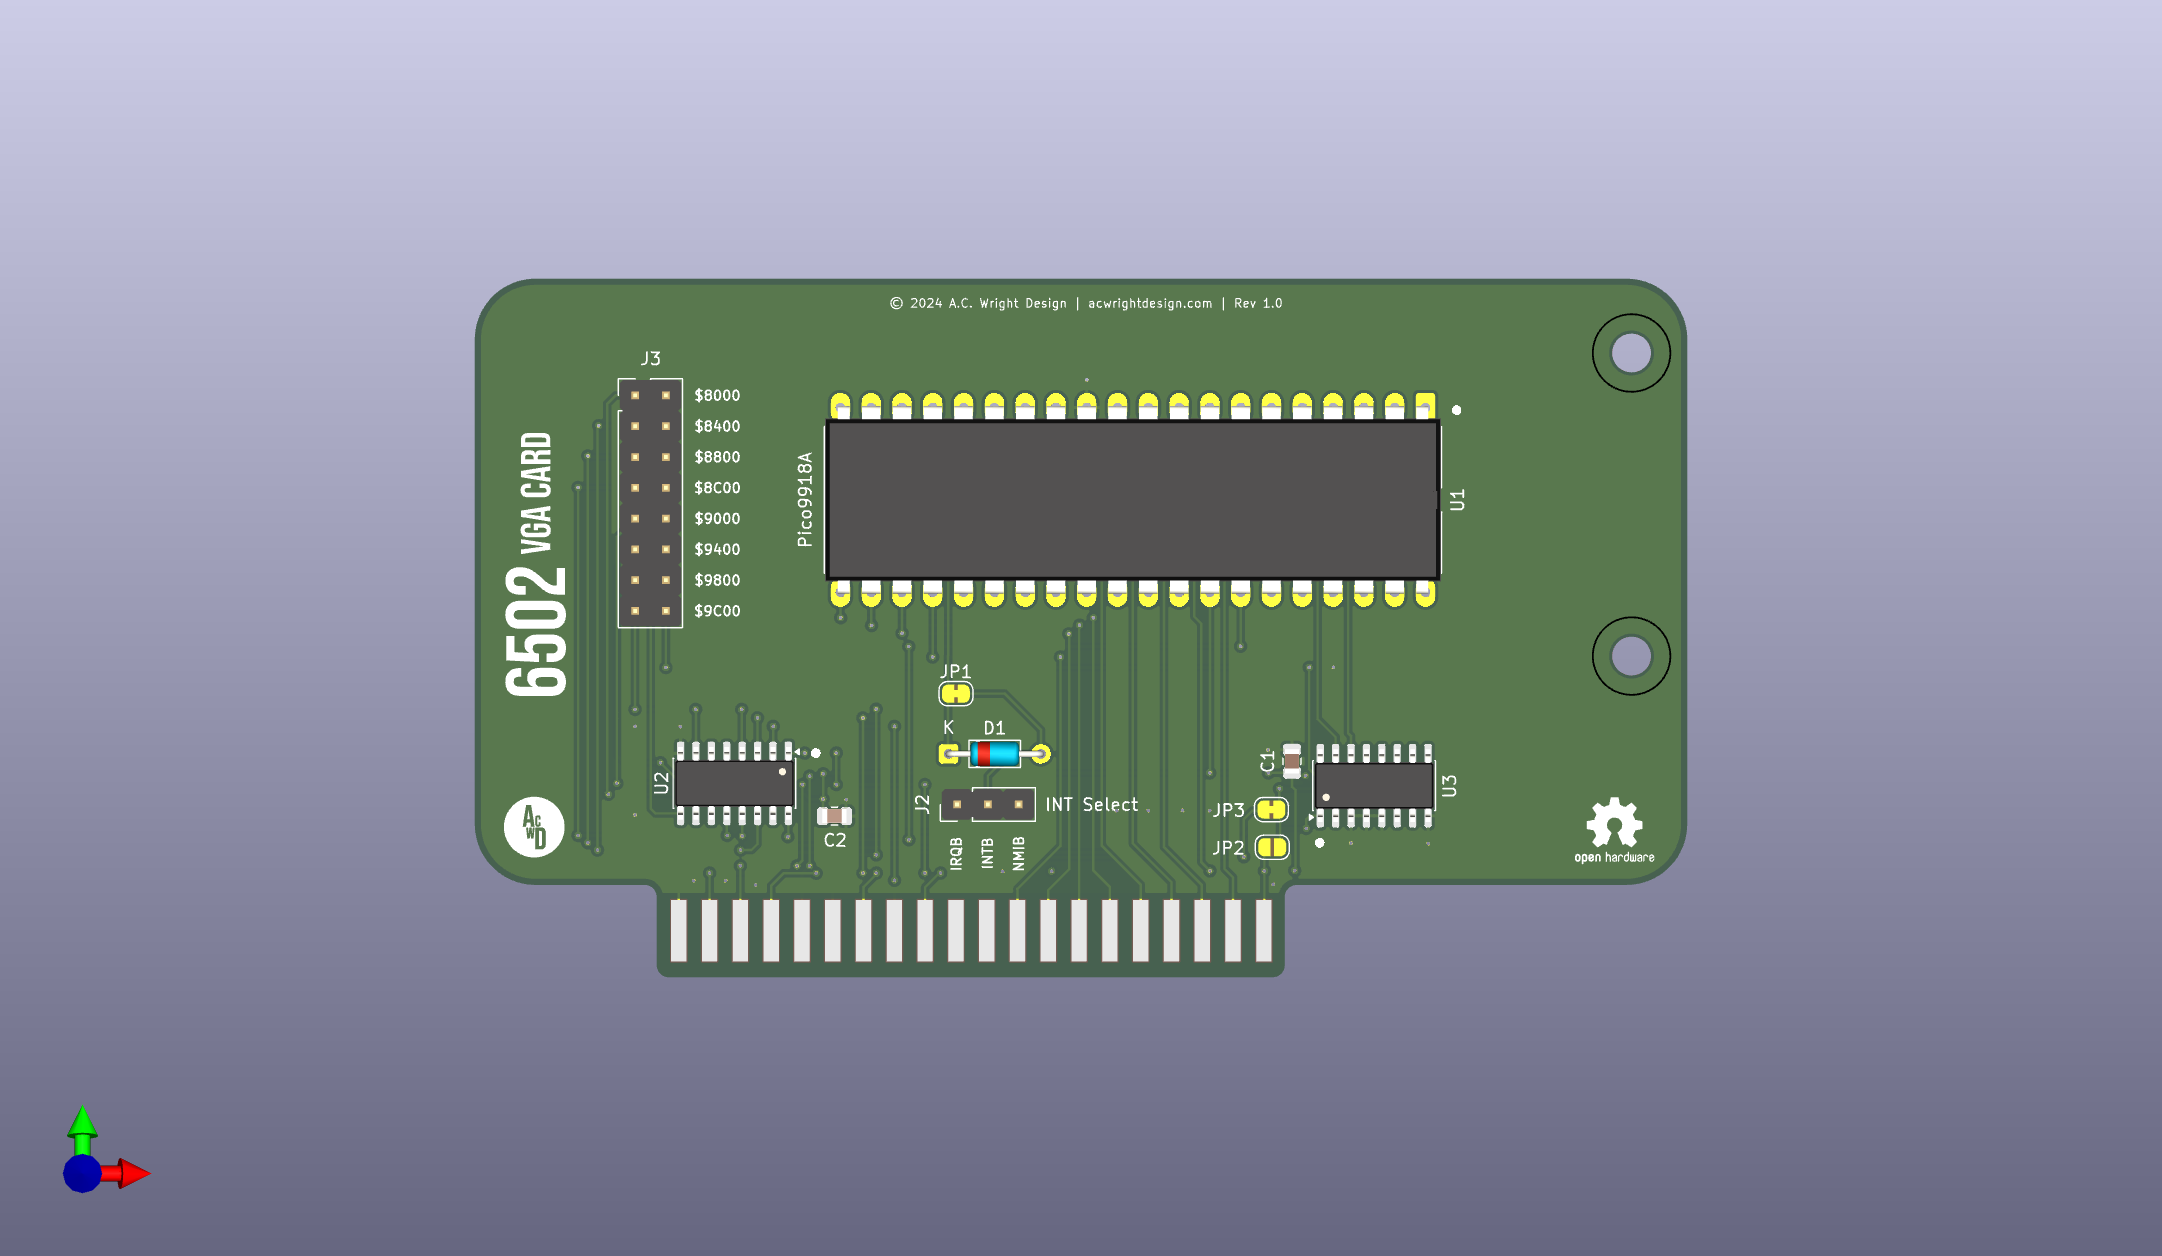 © 2024 A.C. Wright Design | acwrightdesign.com | Rev 1.0
J3
$8000
$8400
$8800
$8C00
$9000
$9400
$9800
$9C00
6502 VGA CARD
Pico9918A
U1
JP1
K
D1
U2
C2
J2
INT Select
IRQB
INTB
NMIB
C1
JP3
JP2
U3
ACWD
open hardware